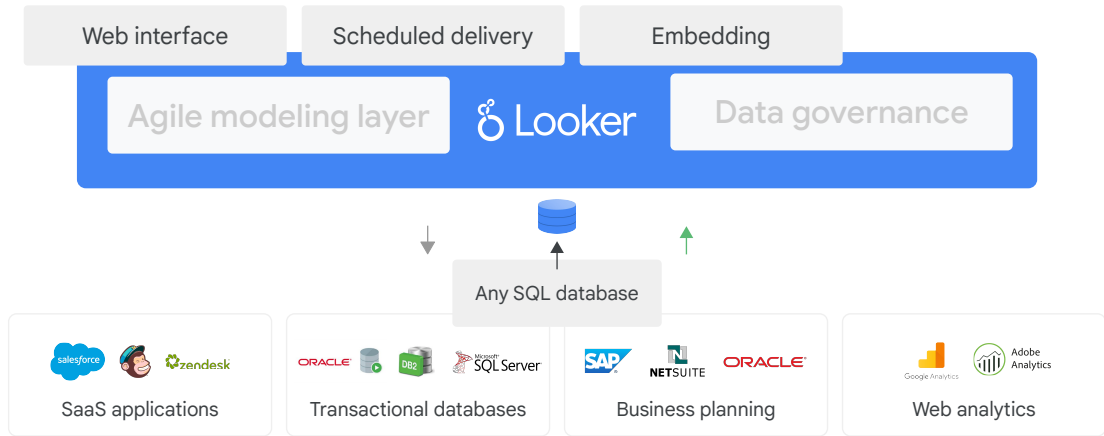 Web interface
Scheduled delivery
Embedding
Agile modeling layer
Looker
Data governance
Any SQL database
salesforce
zendesk
ORACLE
DB2
Microsoft
SQL Server
SAP
NETSUITE
ORACLE
Google Analytics
Adobe
Analytics
SaaS applications
Transactional databases
Business planning
Web analytics